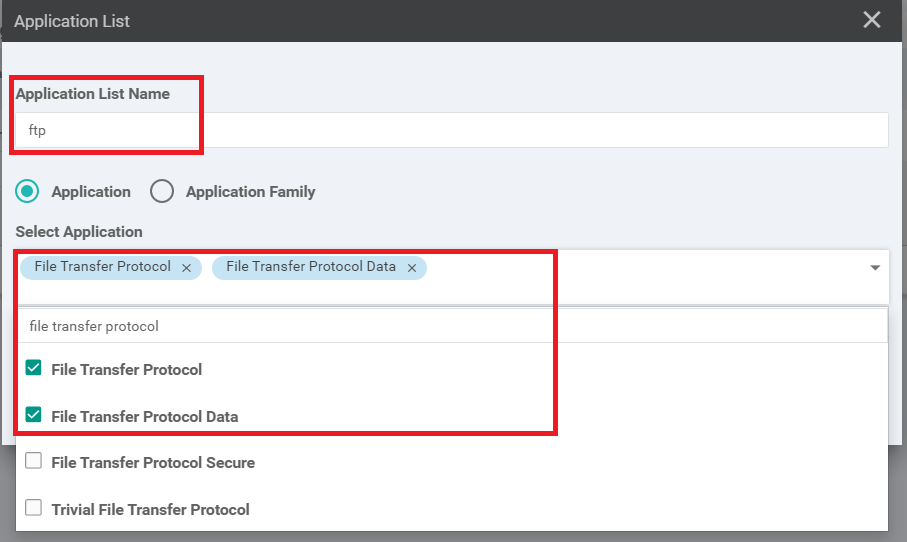 Application List
Application List Name
ftp
Application Application Family
Select Application
File Transfer Protocol File Transfer Protocol Data
file transfer protocol
File Transfer Protocol
File Transfer Protocol Data
File Transfer Protocol Secure
Trivial File Transfer Protocol